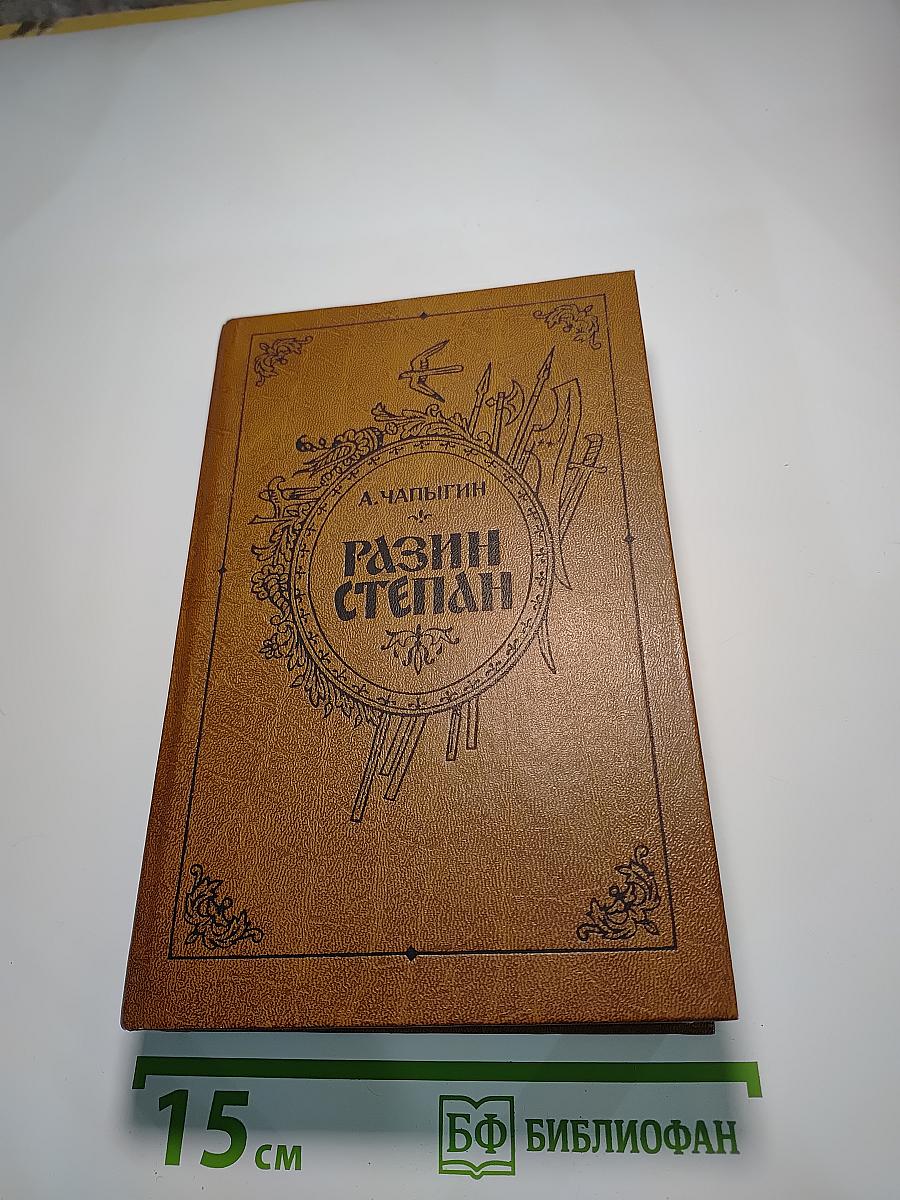 А. ЧАПЫГИН
РАЗИН
СТЕПАН
15 см
БФ БИБЛИОФАН